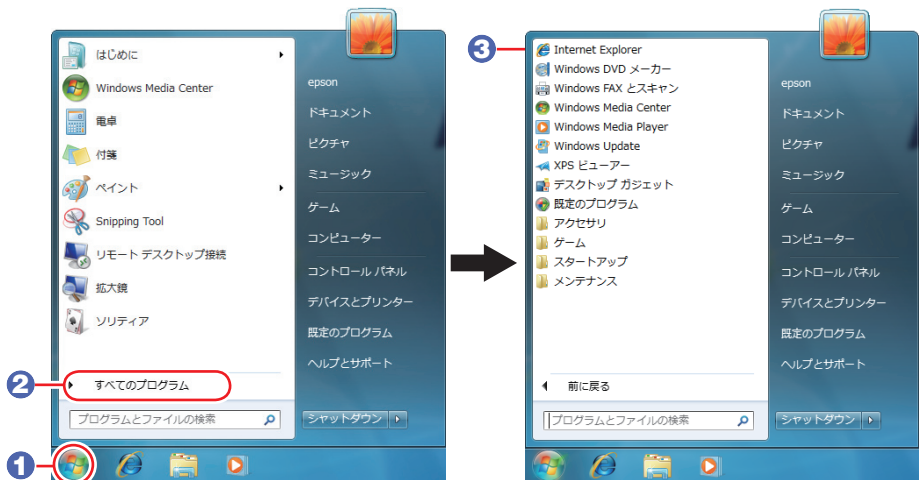 はじめに
Windows Media Center
電卓
付箋
ペイント
Snipping Tool
リモート デスクトップ接続
拡大鏡
ソリティア
2
すべてのプログラム
プログラムとファイルの検索
1
epson
ドキュメント
ピクチャ
ミュージック
ゲーム
コンピューター
コントロール パネル
デバイスとプリンター
既定のプログラム
ヘルプとサポート
シャットダウン
3
Internet Explorer
Windows DVD メーカー
Windows FAX とスキャン
Windows Media Center
Windows Media Player
Windows Update
XPS ビューアー
デスクトップ ガジェット
既定のプログラム
アクセサリ
ゲーム
スタートアップ
メンテナンス
前に戻る
プログラムとファイルの検索
epson
ドキュメント
ピクチャ
ミュージック
ゲーム
コンピューター
コントロール パネル
デバイスとプリンター
既定のプログラム
ヘルプとサポート
シャットダウン